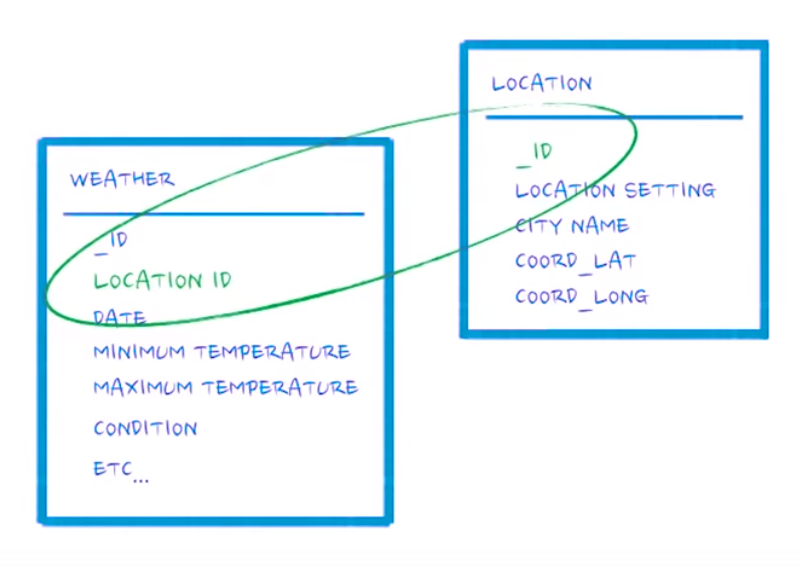 WEATHER
_ID
LOCATION ID
DATE
MINIMUM TEMPERATURE
MAXIMUM TEMPERATURE
CONDITION
ETC...
LOCATION
_ID
LOCATION SETTING
CITY NAME
COORD_LAT
COORD_LONG